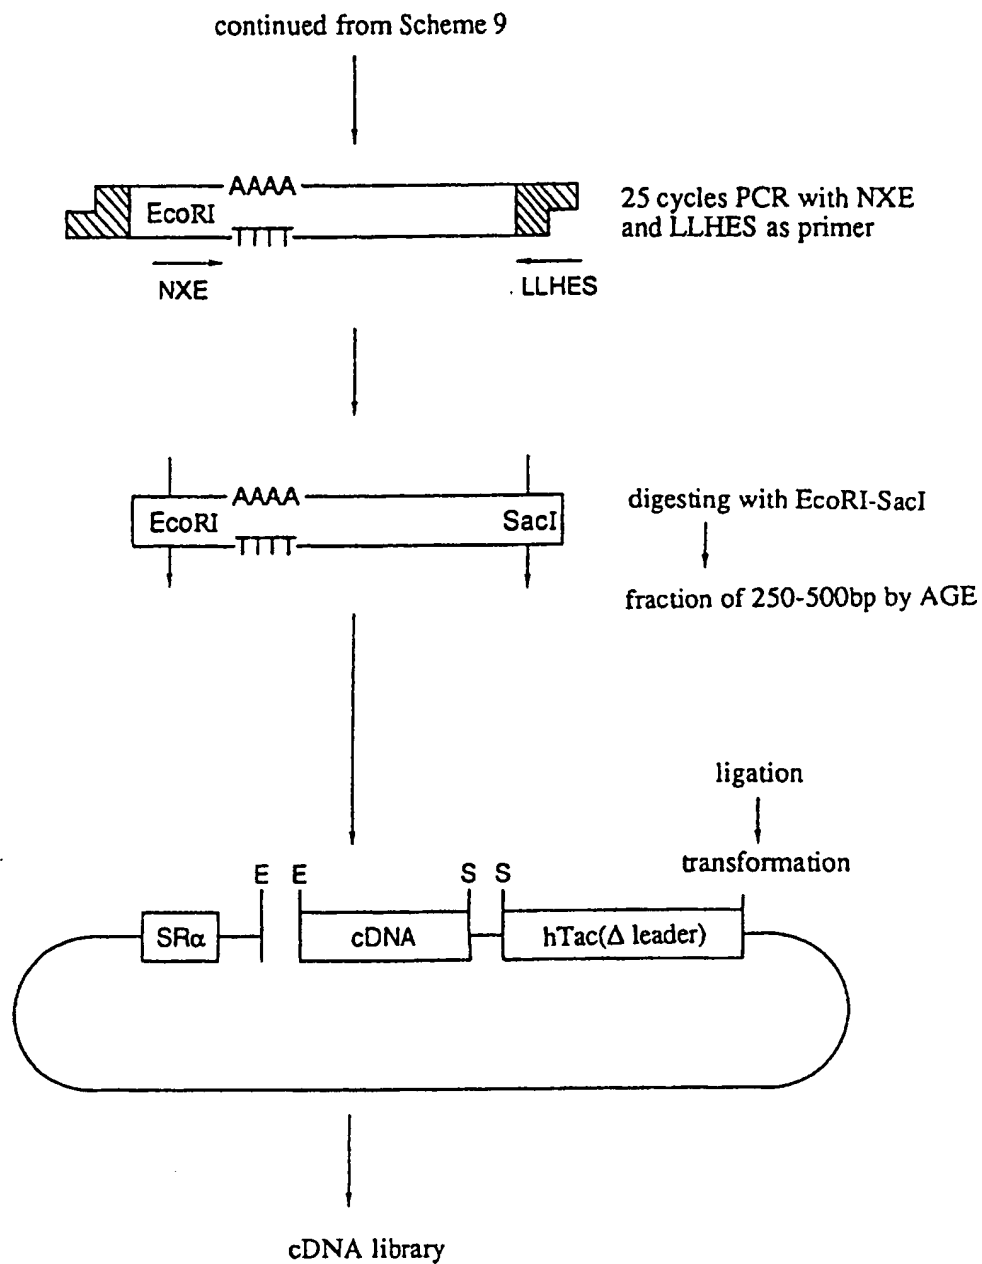 continued from Scheme 9
AAAA
EcoRI
TTTT
NXE
LLHES
25 cycles PCR with NXE
and LLHES as primer
AAAA
EcoRI
SacI
TTTT
digesting with EcoRI-SacI
fraction of 250-500bp by AGE
ligation
transformation
E E S S
SRα
cDNA
hTac(Δ leader)
cDNA library